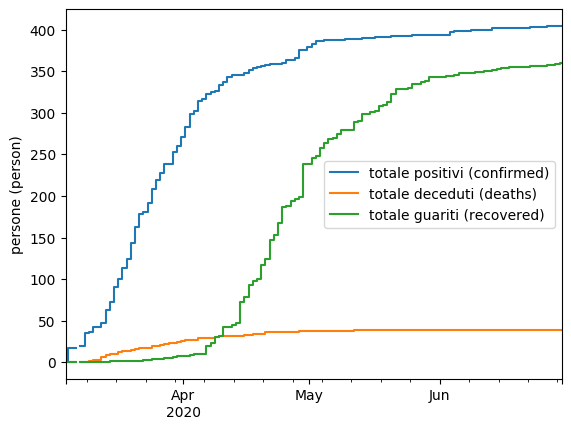 persone (person)
400
350
300
250
200
150
100
50
0
totale positivi (confirmed)
totale deceduti (deaths)
totale guariti (recovered)
Apr
2020
May
Jun